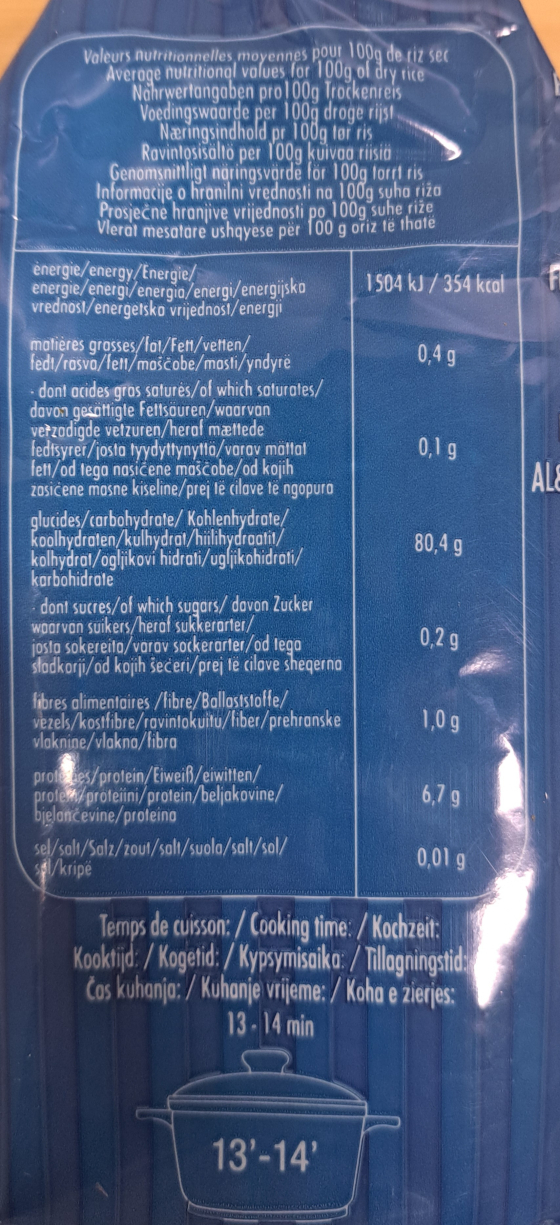 Valeurs nutritionnelles moyennes pour 100g de riz sec
Average nutritional values for 100g of dry rice
Nährwertangaben pro 100g Trockenreis
Voedingswaarde per 100g droge rijst
Næringsindhold pr 100g tør ris
Ravintosisältö per 100g kuivaa riisiä
Genomsnittligt näringsvärde för 100g torrt ris
Informacije o hranilni vrednosti na 100g suha riža
Prosječne hranjive vrijednosti po 100g suhe riže
Vlerat mesatare ushqyese për 100 g oriz të thatë
énergie/energy/Energie/
energie/energi/energia/energi/energijska
vrednost/energetska vrijednost/energji
1504 kJ / 354 kcal
matières grasses/fat/Fett/vetten/
fedt/rasva/fett/maščobe/masti/yndyrë
0,4 g
- dont acides gras saturés/of which saturates/
davon gesättigte Fettsäuren/waarvan
verzadigde vetzuren/heraf mættede
fedtsyrer/josta tyydyttynyttä/varav mättat
fett/od tega nasičene maščobe/od kojih
zasićene masne kiseline/prej të cilave të ngopura
0,1 g
glucides/carbohydrate/ Kohlenhydrate/
koolhydraten/kulhydrat/hiilihydraatit/
kolhydrat/ogljikovi hidrati/ugljikohidrati/
karbohidrate
80,4 g
- dont sucres/of which sugars/ davon Zucker
waarvan suikers/heraf sukkerarter/
josta sokereita/varav sockerarter/od tega
sladkorji/od kojih šećeri/prej të cilave sheqerna
0,2 g
fibres alimentaires /fibre/Ballaststoffe/
vezels/kostfibre/ravintokuitu/fiber/prehranske
vlaknine/vlakna/fibra
1,0 g
protéines/protein/Eiweiß/eiwitten/
protein/proteiini/protein/beljakovine/
bjelančevine/proteina
6,7 g
sel/salt/Salz/zout/salt/suola/salt/sol/
sol/kripë
0,01 g
Temps de cuisson: / Cooking time: / Kochzeit:
Kooktijd: / Kogetid: / Kypsymisaika: / Tillagningstid:
Čas kuhanja: / Kuhanje vrijeme: / Koha e zierjes:
13 - 14 min
13'-14'